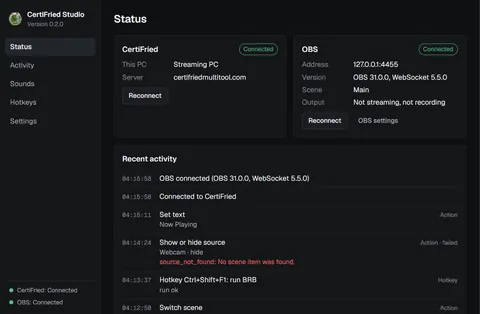 CertiFried Studio
Version 0.2.0
Status
Activity
Sounds
Hotkeys
Settings
CertiFried: Connected
OBS: Connected
Status
CertiFried
Connected
This PC Streaming PC
Server certifriedmultitool.com
Reconnect
OBS
Connected
Address 127.0.0.1:4455
Version OBS 31.0.0, WebSocket 5.5.0
Scene Main
Output Not streaming, not recording
Reconnect OBS settings
Recent activity
04:15:58 OBS connected (OBS 31.0.0, WebSocket 5.5.0)
04:15:58 Connected to CertiFried
04:15:11 Set text Action
Now Playing
04:14:24 Show or hide source Action · failed
Webcam · hide
source_not_found: No scene item was found.
04:13:37 Hotkey Ctrl+Shift+F1: run BRB Hotkey
run ok
04:12:50 Switch scene Action